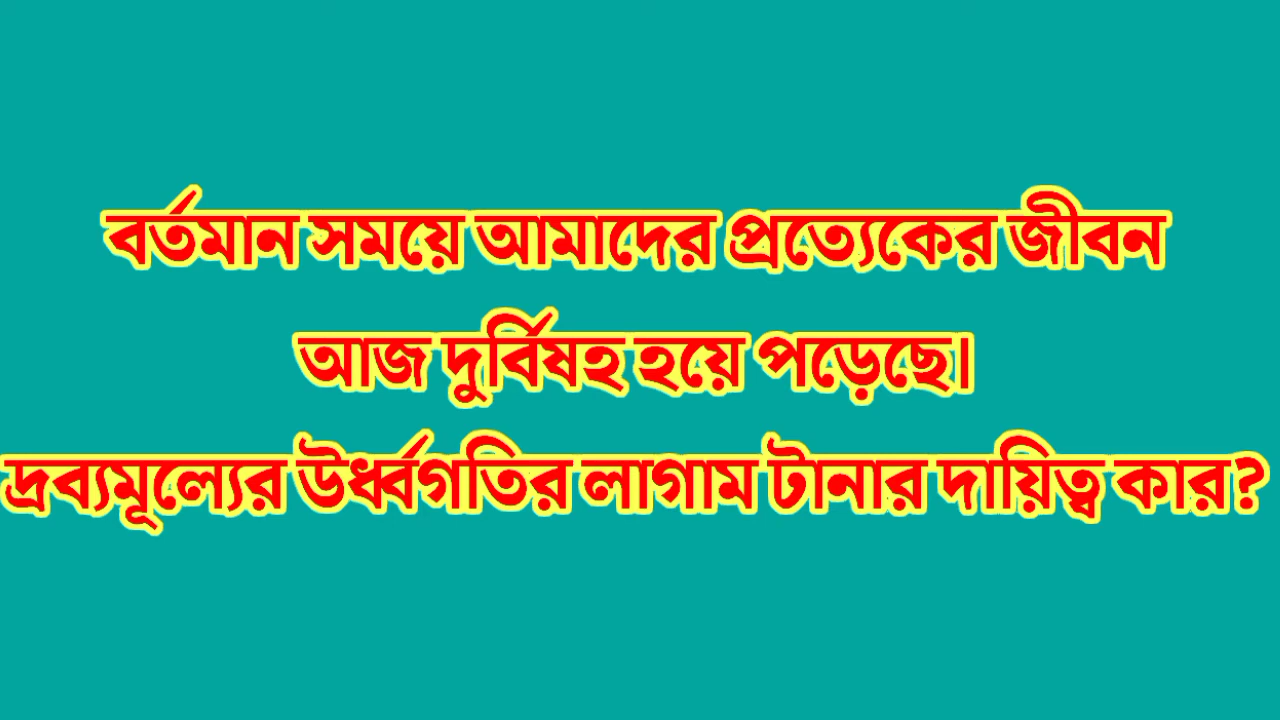 বর্তমান সময়ে আমাদের প্রত্যেকের জীবন
আজ দুর্বিষহ হয়ে পড়েছে।
দ্রব্যমূল্যের উর্ধ্বগতির লাগাম টানার দায়িত্ব কার?